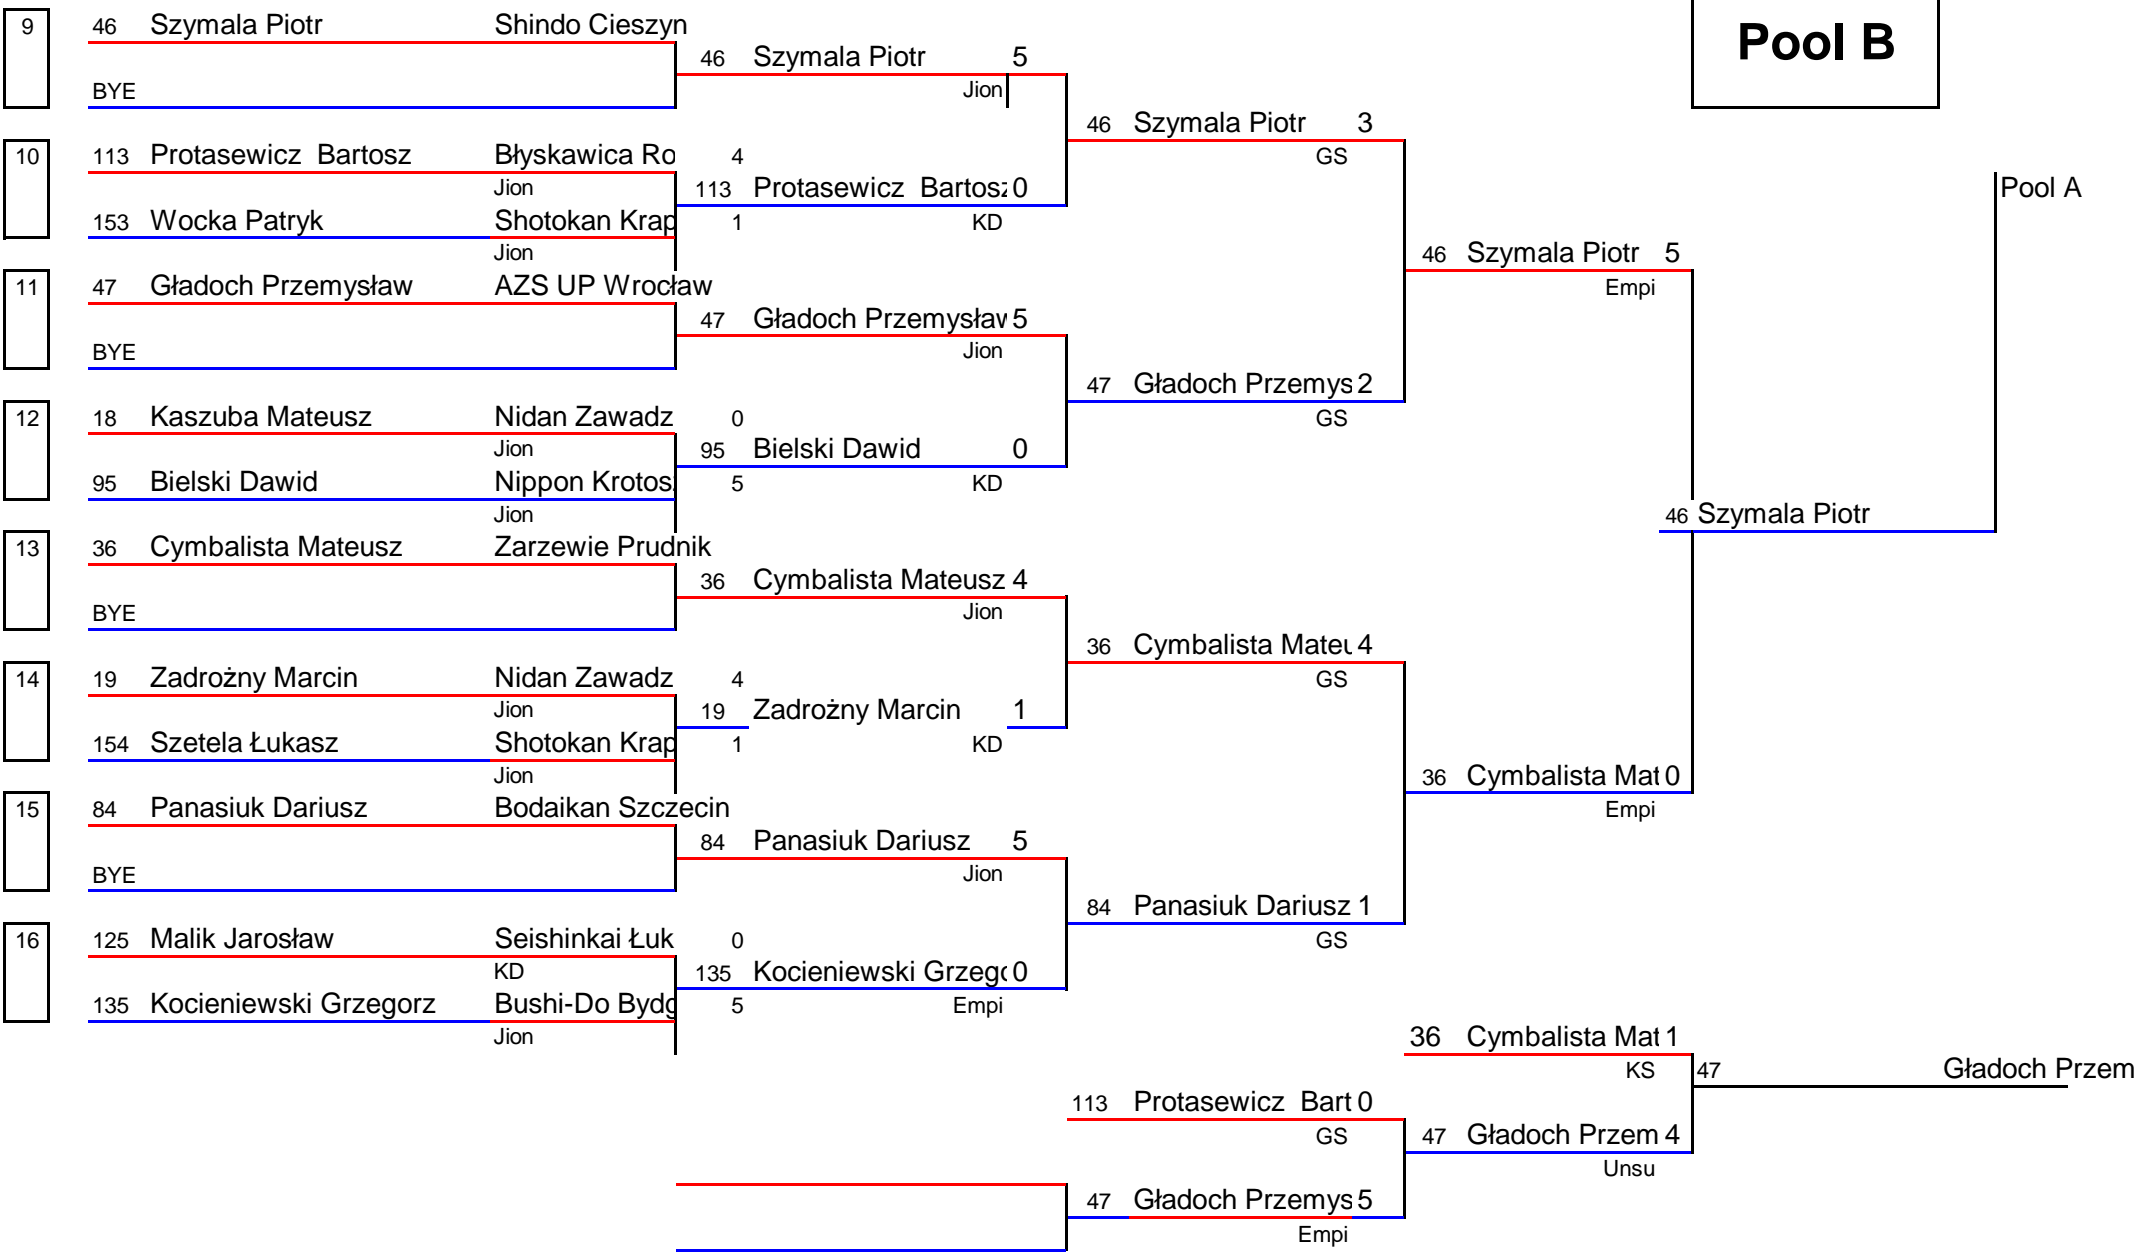 9 46 Szymala Piotr Shindo Cieszyn
Pool B
46 Szymala Piotr 5
BYE Jion
46 Szymala Piotr 3
10 113 Protasewicz Bartosz Błyskawica Ro 4 GS
Jion 113 Protasewicz Bartosz 0 Pool A
153 Wocka Patryk Shotokan Krap 1 KD
Jion 46 Szymala Piotr 5
11 47 Gładoch Przemysław AZS UP Wrocław Empi
47 Gładoch Przemysław 5
BYE Jion
47 Gładoch Przemys 2
12 18 Kaszuba Mateusz Nidan Zawadz 0 GS
Jion 95 Bielski Dawid 0
95 Bielski Dawid Nippon Krotos 5 KD
Jion 46 Szymala Piotr
13 36 Cymbalista Mateusz Zarzewie Prudnik
36 Cymbalista Mateusz 4
BYE Jion
36 Cymbalista Mateu 4
14 19 Zadrożny Marcin Nidan Zawadz 4 GS
Jion 19 Zadrożny Marcin 1
154 Szetela Łukasz Shotokan Krap 1 KD
Jion 36 Cymbalista Mat 0
15 84 Panasiuk Dariusz Bodaikan Szczecin Empi
84 Panasiuk Dariusz 5
BYE Jion
84 Panasiuk Dariusz 1
16 125 Malik Jarosław Seishinkai Łuk 0 GS
KD 135 Kocieniewski Grzego 0
135 Kocieniewski Grzegorz Bushi-Do Bydg 5 Empi
Jion 36 Cymbalista Mat 1
KS 47 Gładoch Przem
113 Protasewicz Bart 0
GS 47 Gładoch Przem 4
Unsu
47 Gładoch Przemys 5
Empi